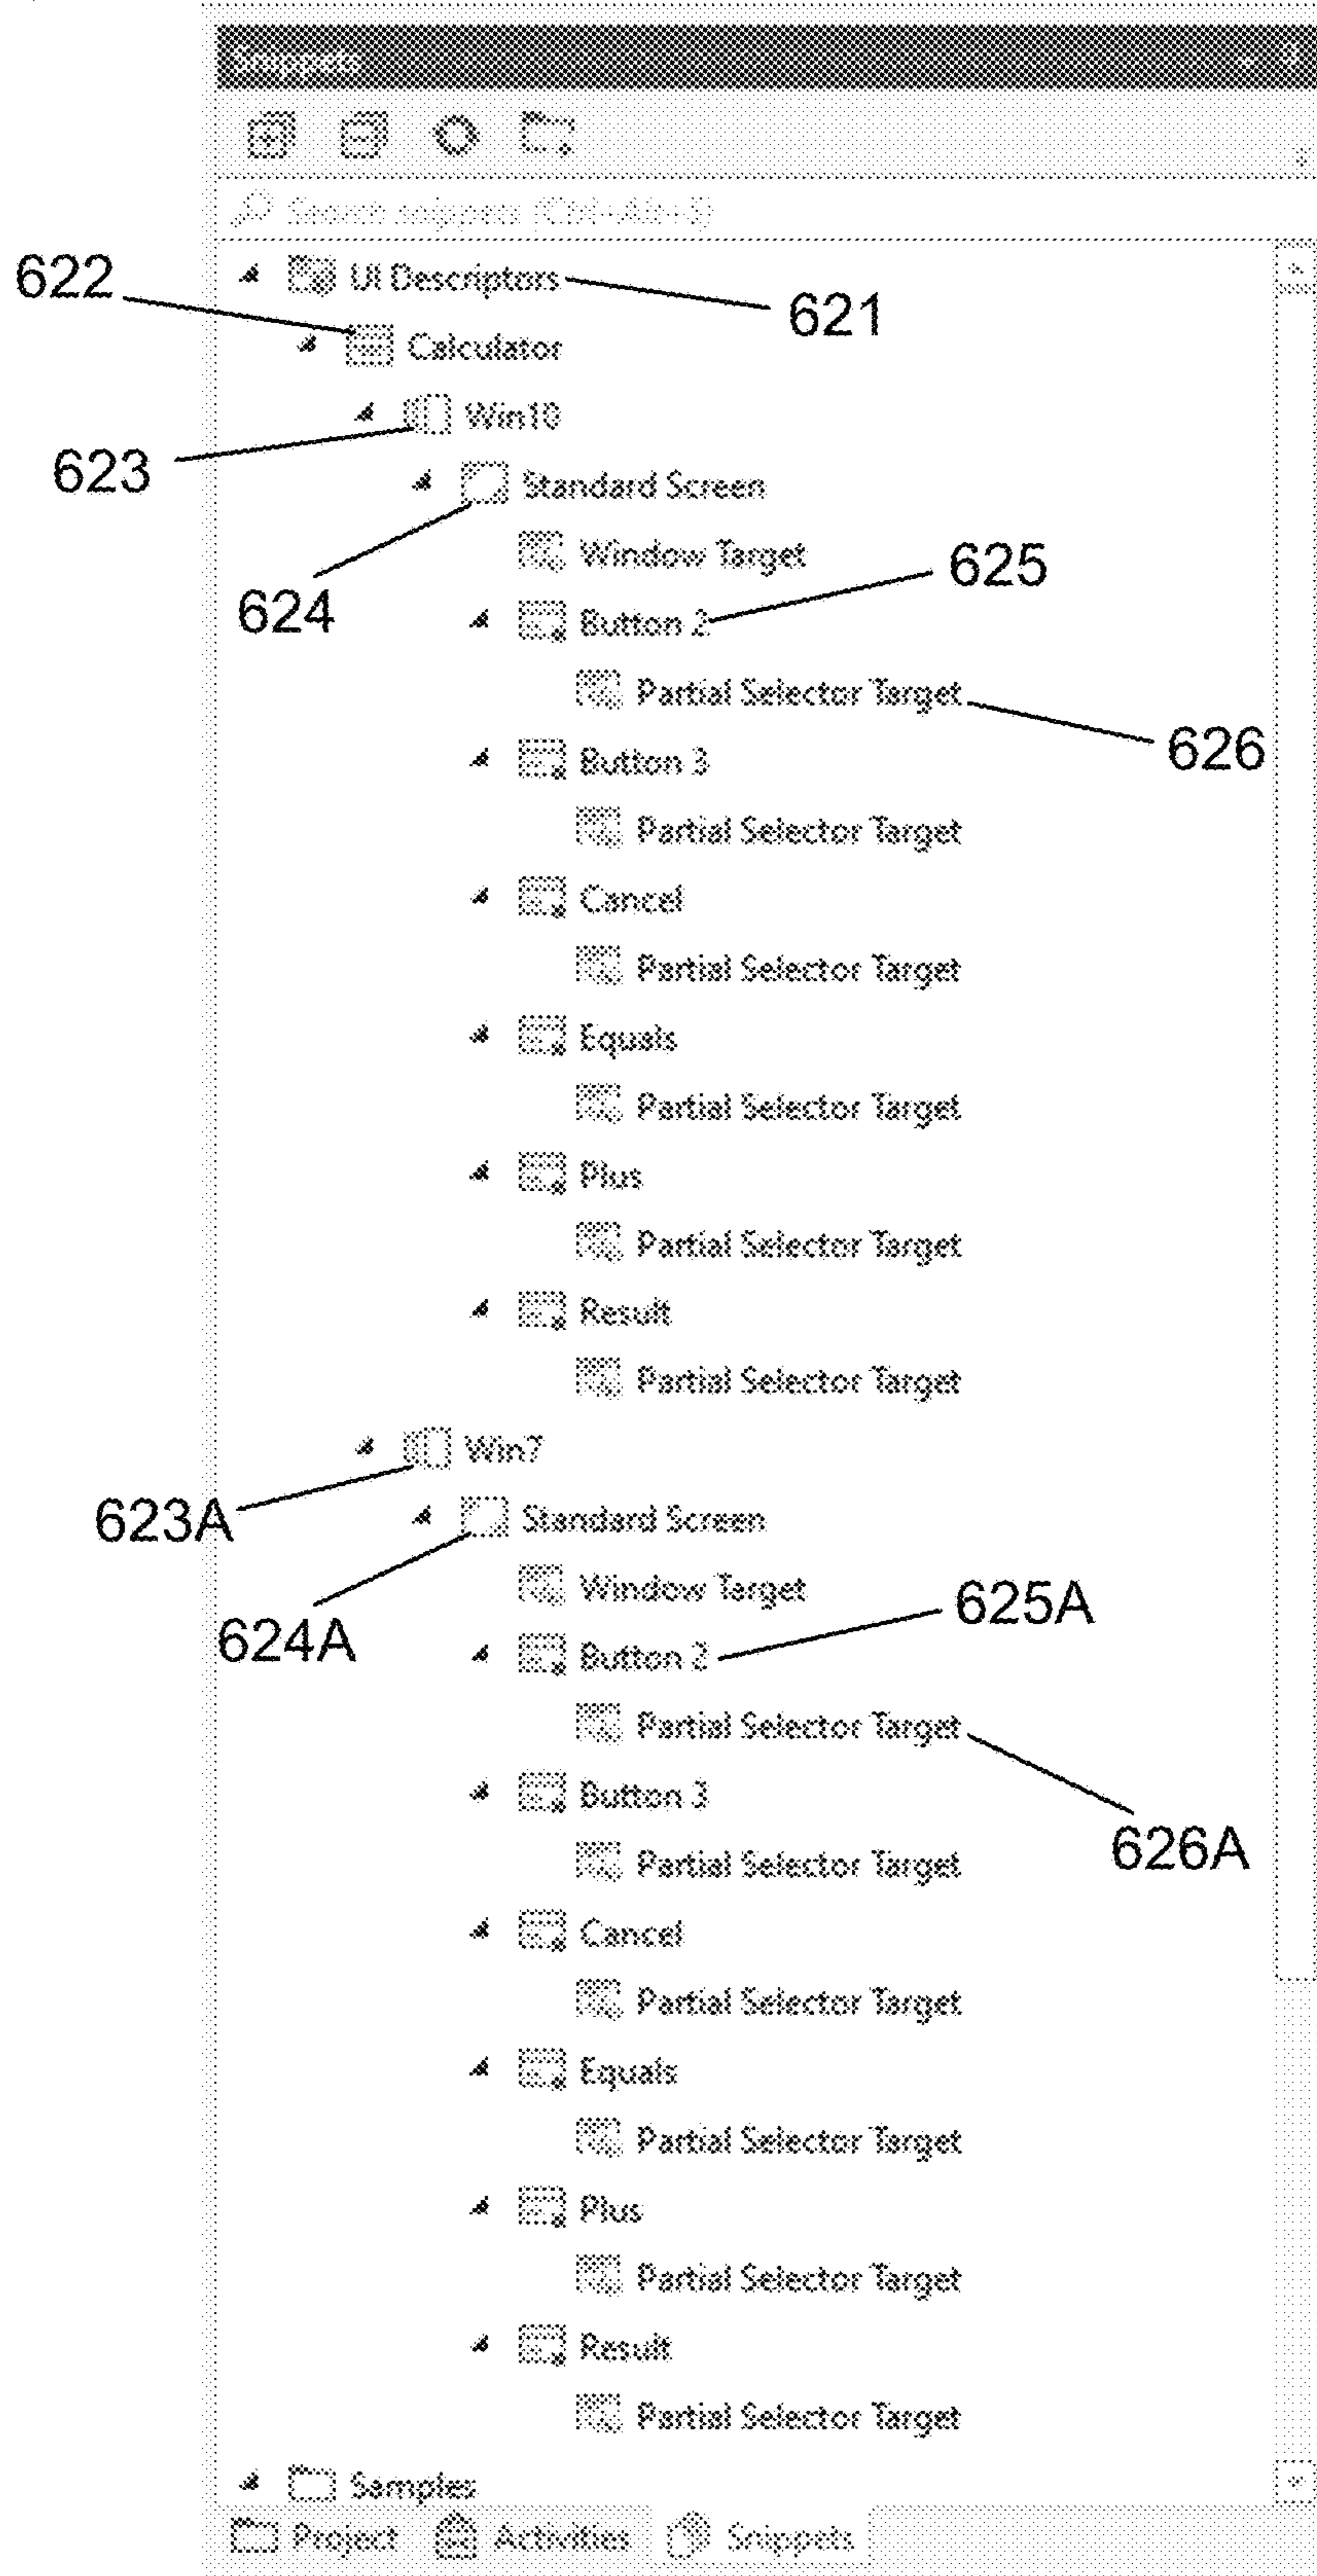 Snippets
Search snippets (Ctrl+Alt+S)
UI Descriptors
621
622
Calculator
Win10
623
Standard Screen
624
Window Target
625
Button 2
Partial Selector Target
626
Button 3
Partial Selector Target
Cancel
Partial Selector Target
Equals
Partial Selector Target
Plus
Partial Selector Target
Result
Partial Selector Target
Win7
623A
Standard Screen
624A
Window Target
625A
Button 2
Partial Selector Target
626A
Button 3
Partial Selector Target
Cancel
Partial Selector Target
Equals
Partial Selector Target
Plus
Partial Selector Target
Result
Partial Selector Target
Samples
Project Activities Snippets